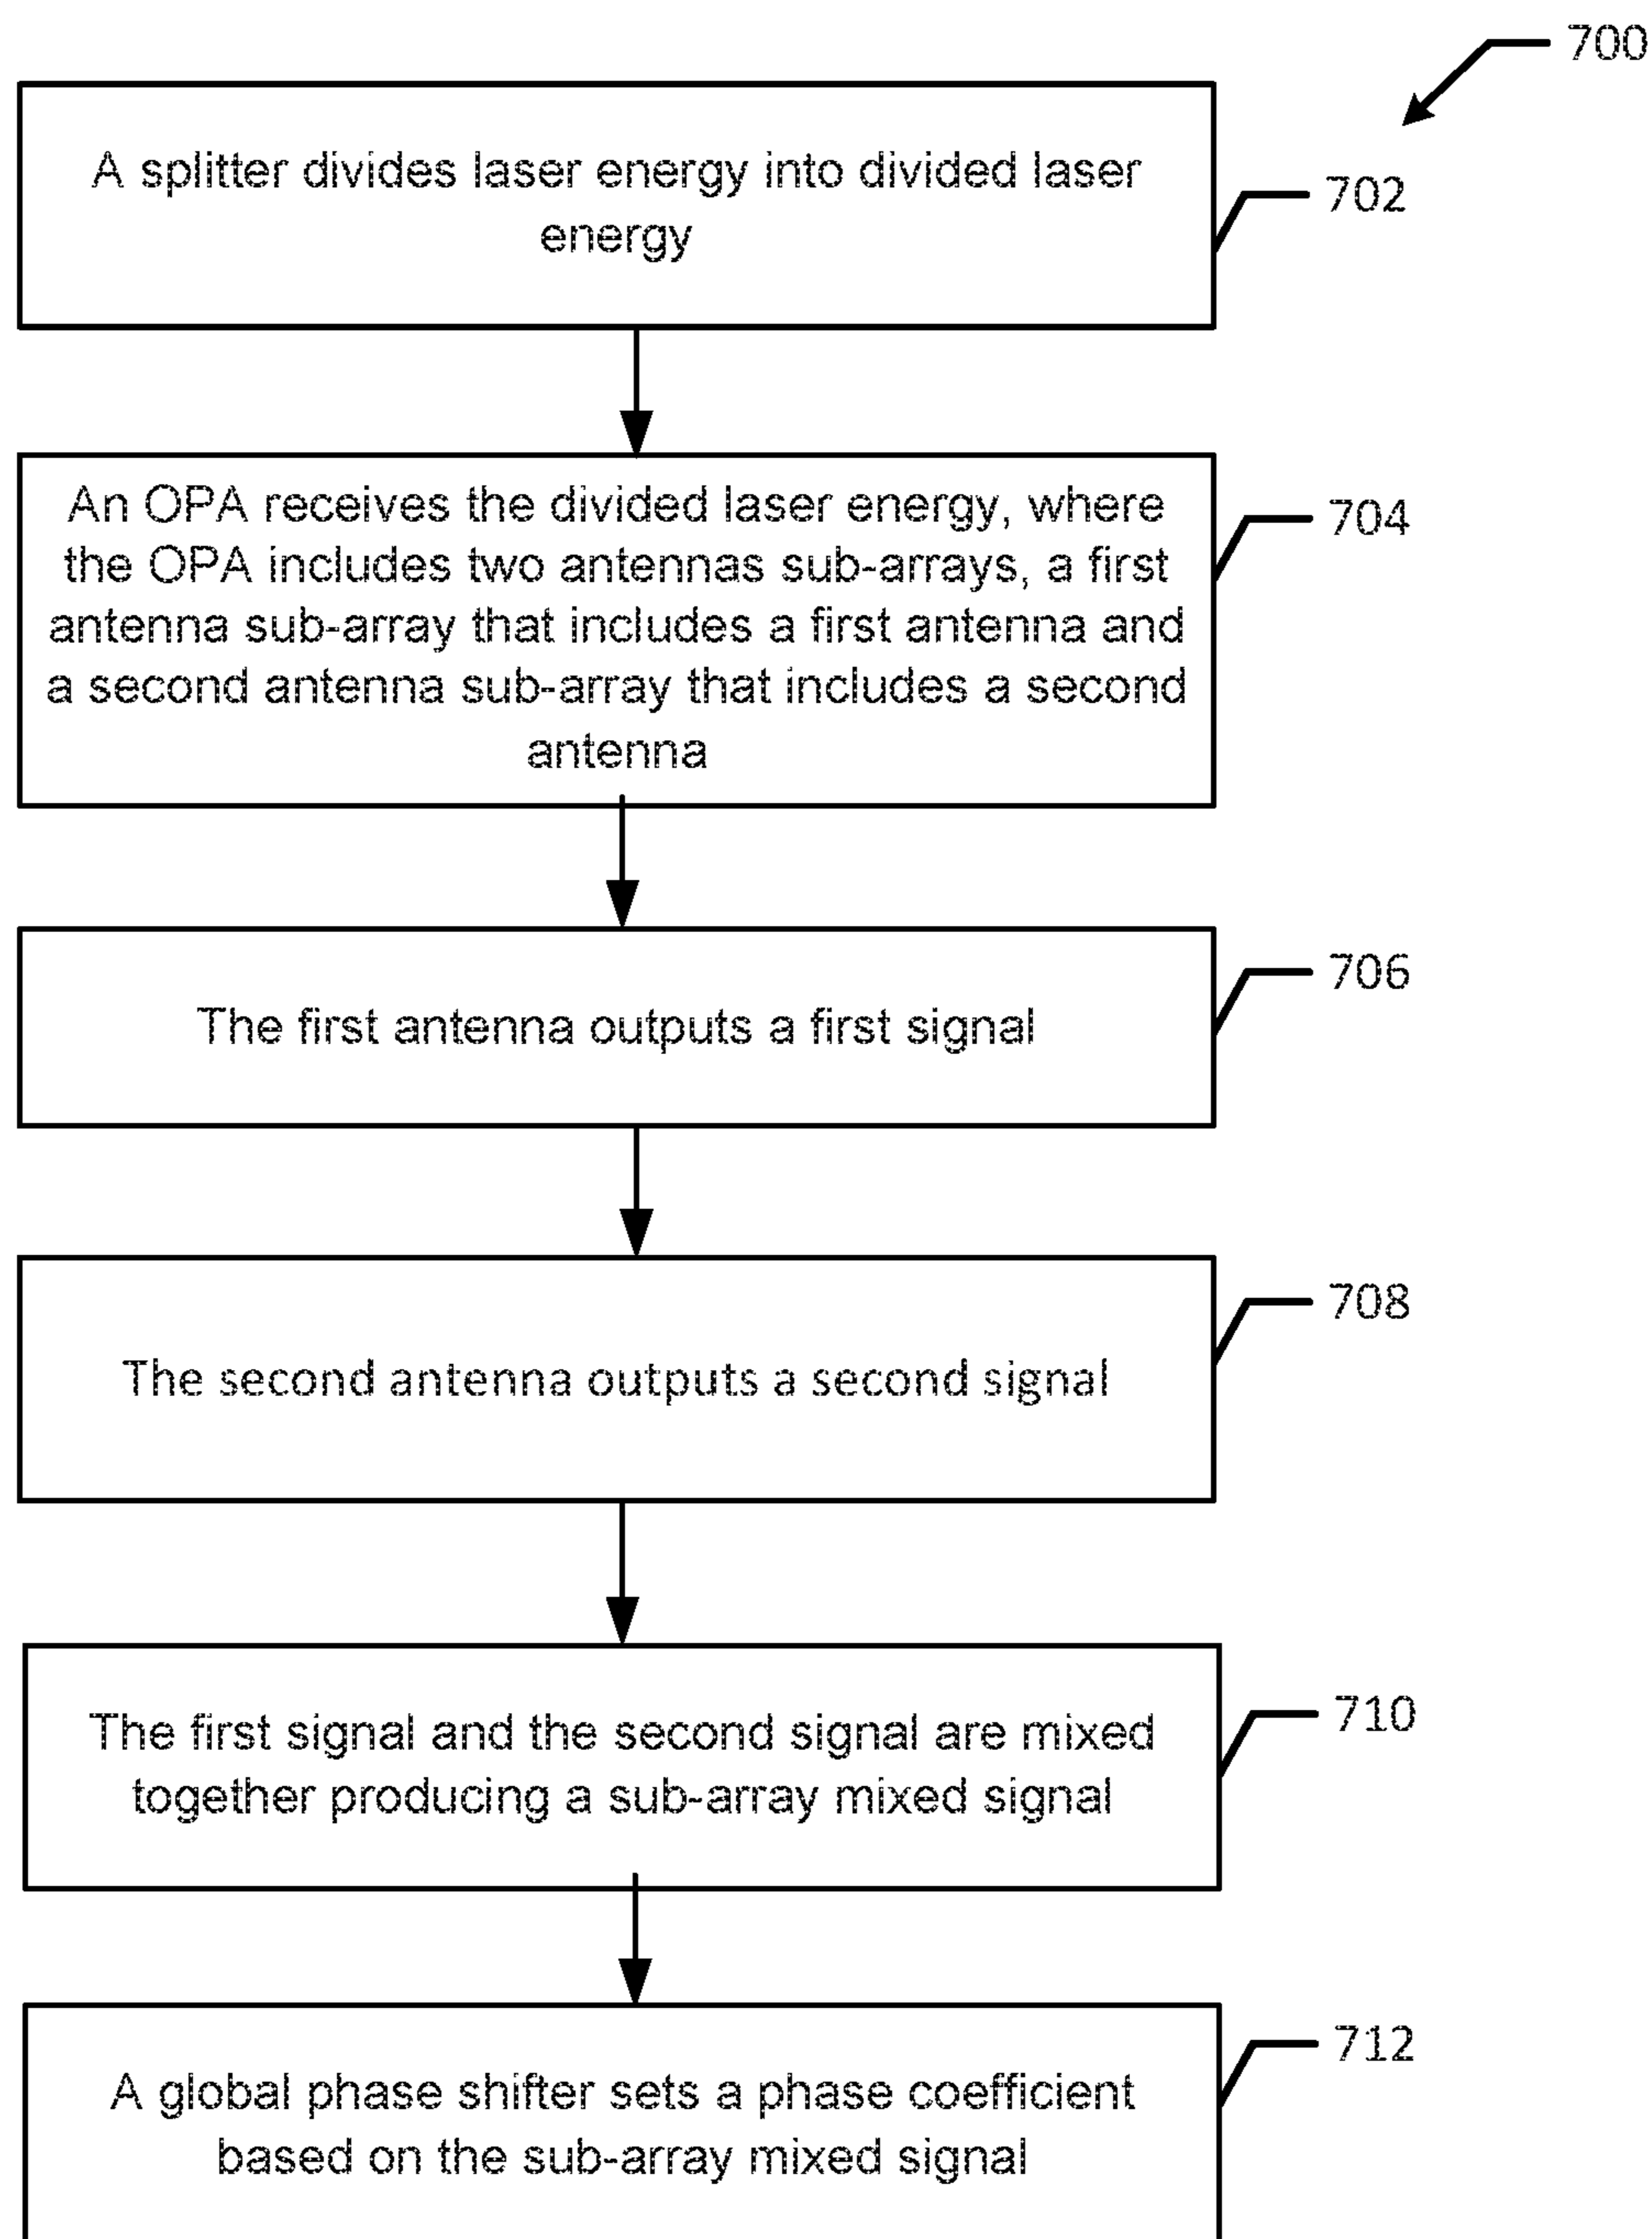 700
A splitter divides laser energy into divided laser
energy
702
An OPA receives the divided laser energy, where
the OPA includes two antennas sub-arrays, a first
antenna sub-array that includes a first antenna and
a second antenna sub-array that includes a second
antenna
704
The first antenna outputs a first signal
706
The second antenna outputs a second signal
708
The first signal and the second signal are mixed
together producing a sub-array mixed signal
710
A global phase shifter sets a phase coefficient
based on the sub-array mixed signal
712